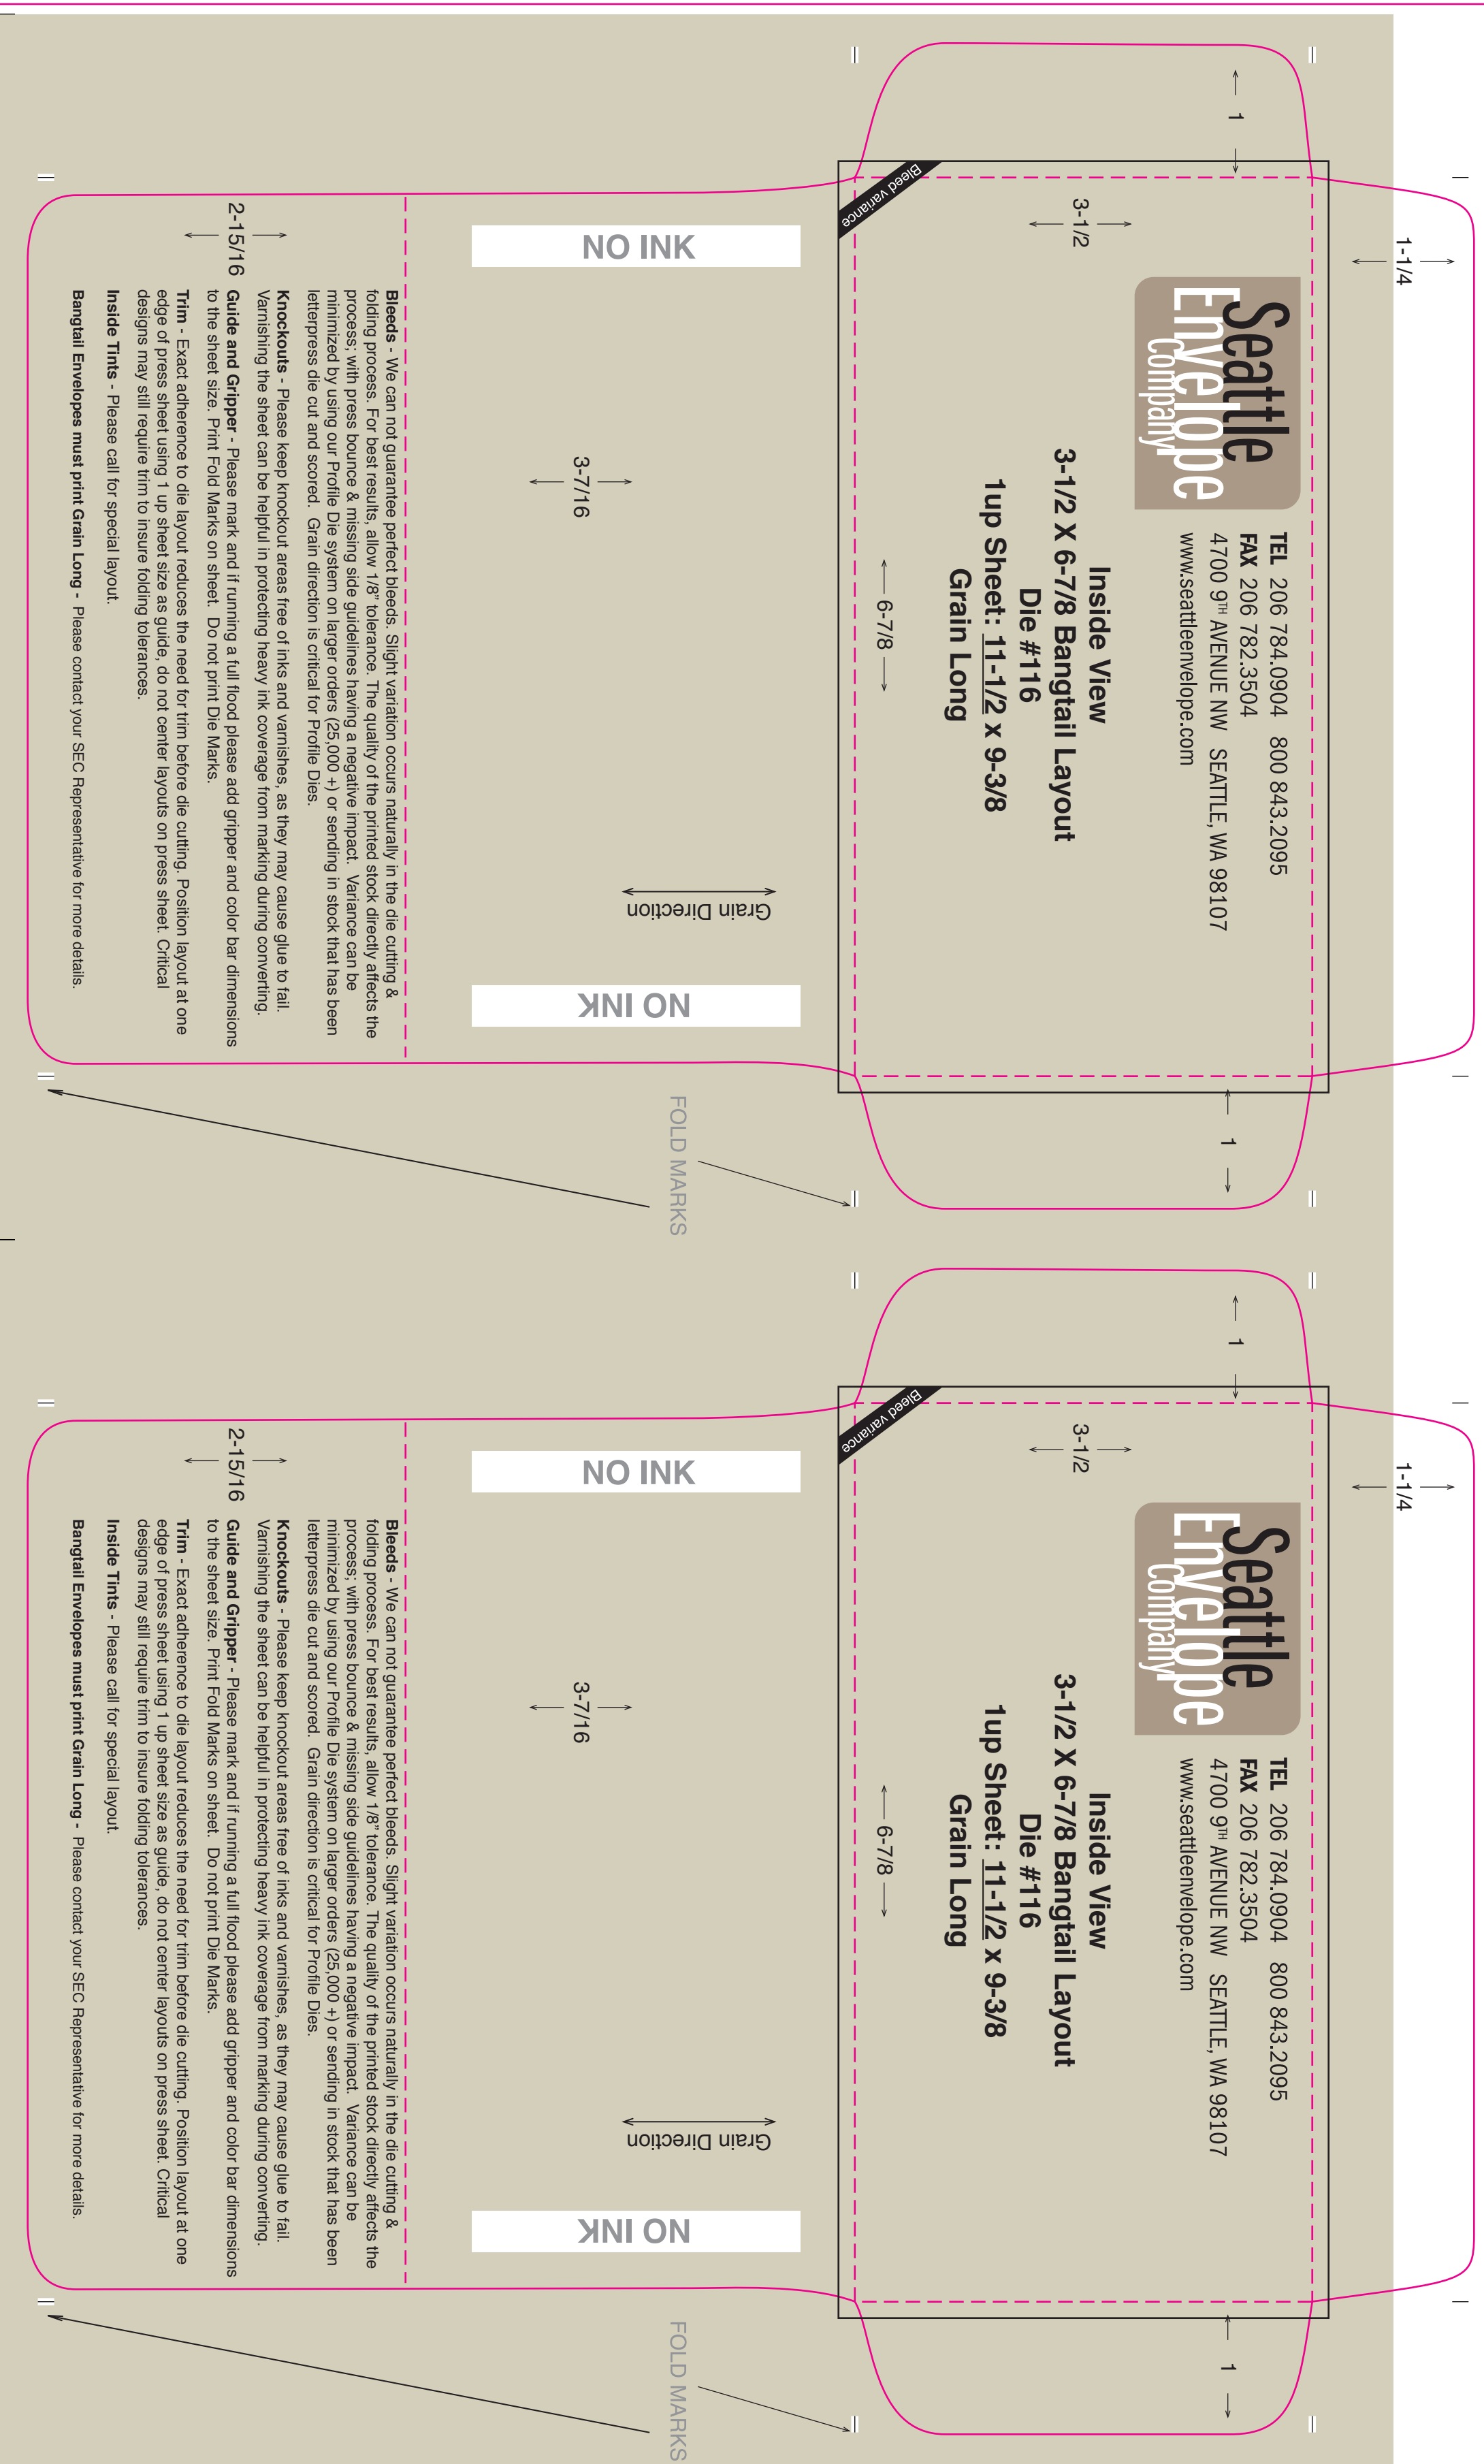 1-1/4
1
Seattle
Envelope
company
TEL 206 784.0904 800 843.2095
FAX 206 782.3504
4700 9TH AVENUE NW SEATTLE, WA 98107
www.seattleenvelope.com
3-1/2
Inside View
3-1/2 X 6-7/8 Bangtail Layout
Die #116
1up Sheet: 11-1/2 x 9-3/8
Grain Long
6-7/8
1
Bleed variance
NO INK
Grain Direction
NO INK
FOLD MARKS
3-7/16
Bleeds - We can not guarantee perfect bleeds. Slight variation occurs naturally in the die cutting &
folding process. For best results, allow 1/8” tolerance. The quality of the printed stock directly affects the
process; with press bounce & missing side guidelines having a negative impact. Variance can be
minimized by using our Profile Die system on larger orders (25,000 +) or sending in stock that has been
letterpress die cut and scored. Grain direction is critical for Profile Dies.
Knockouts - Please keep knockout areas free of inks and varnishes, as they may cause glue to fail.
Varnishing the sheet can be helpful in protecting heavy ink coverage from marking during converting.
2-15/16
Guide and Gripper - Please mark and if running a full flood please add gripper and color bar dimensions
to the sheet size. Print Fold Marks on sheet. Do not print Die Marks.
Trim - Exact adherence to die layout reduces the need for trim before die cutting. Position layout at one
edge of press sheet using 1 up sheet size as guide, do not center layouts on press sheet. Critical
designs may still require trim to insure folding tolerances.
Inside Tints - Please call for special layout.
Bangtail Envelopes must print Grain Long - Please contact your SEC Representative for more details.
1-1/4
1
Seattle
Envelope
company
TEL 206 784.0904 800 843.2095
FAX 206 782.3504
4700 9TH AVENUE NW SEATTLE, WA 98107
www.seattleenvelope.com
3-1/2
Inside View
3-1/2 X 6-7/8 Bangtail Layout
Die #116
1up Sheet: 11-1/2 x 9-3/8
Grain Long
6-7/8
1
Bleed variance
NO INK
Grain Direction
NO INK
FOLD MARKS
3-7/16
Bleeds - We can not guarantee perfect bleeds. Slight variation occurs naturally in the die cutting &
folding process. For best results, allow 1/8” tolerance. The quality of the printed stock directly affects the
process; with press bounce & missing side guidelines having a negative impact. Variance can be
minimized by using our Profile Die system on larger orders (25,000 +) or sending in stock that has been
letterpress die cut and scored. Grain direction is critical for Profile Dies.
Knockouts - Please keep knockout areas free of inks and varnishes, as they may cause glue to fail.
Varnishing the sheet can be helpful in protecting heavy ink coverage from marking during converting.
2-15/16
Guide and Gripper - Please mark and if running a full flood please add gripper and color bar dimensions
to the sheet size. Print Fold Marks on sheet. Do not print Die Marks.
Trim - Exact adherence to die layout reduces the need for trim before die cutting. Position layout at one
edge of press sheet using 1 up sheet size as guide, do not center layouts on press sheet. Critical
designs may still require trim to insure folding tolerances.
Inside Tints - Please call for special layout.
Bangtail Envelopes must print Grain Long - Please contact your SEC Representative for more details.